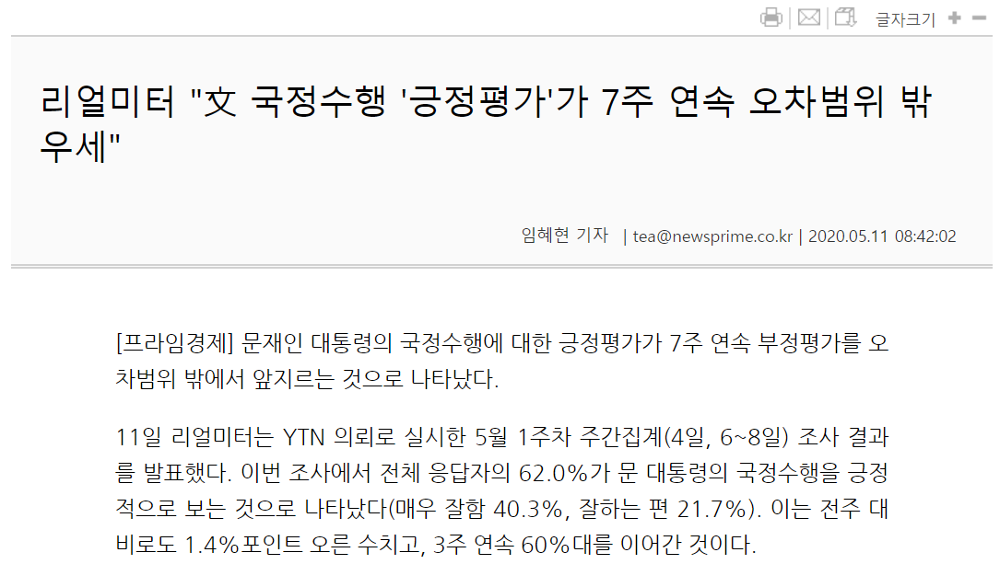 글자크기
리얼미터 "文 국정수행 '긍정평가'가 7주 연속 오차범위 밖
우세"
임혜현 기자 | tea@newsprime.co.kr | 2020.05.11 08:42:02
[프라임경제] 문재인 대통령의 국정수행에 대한 긍정평가가 7주 연속 부정평가를 오
차범위 밖에서 앞지르는 것으로 나타났다.
11일 리얼미터는 YTN 의뢰로 실시한 5월 1주차 주간집계(4일, 6~8일) 조사 결과
를 발표했다. 이번 조사에서 전체 응답자의 62.0%가 문 대통령의 국정수행을 긍정
적으로 보는 것으로 나타났다(매우 잘함 40.3%, 잘하는 편 21.7%). 이는 전주 대
비로도 1.4%포인트 오른 수치고, 3주 연속 60%대를 이어간 것이다.